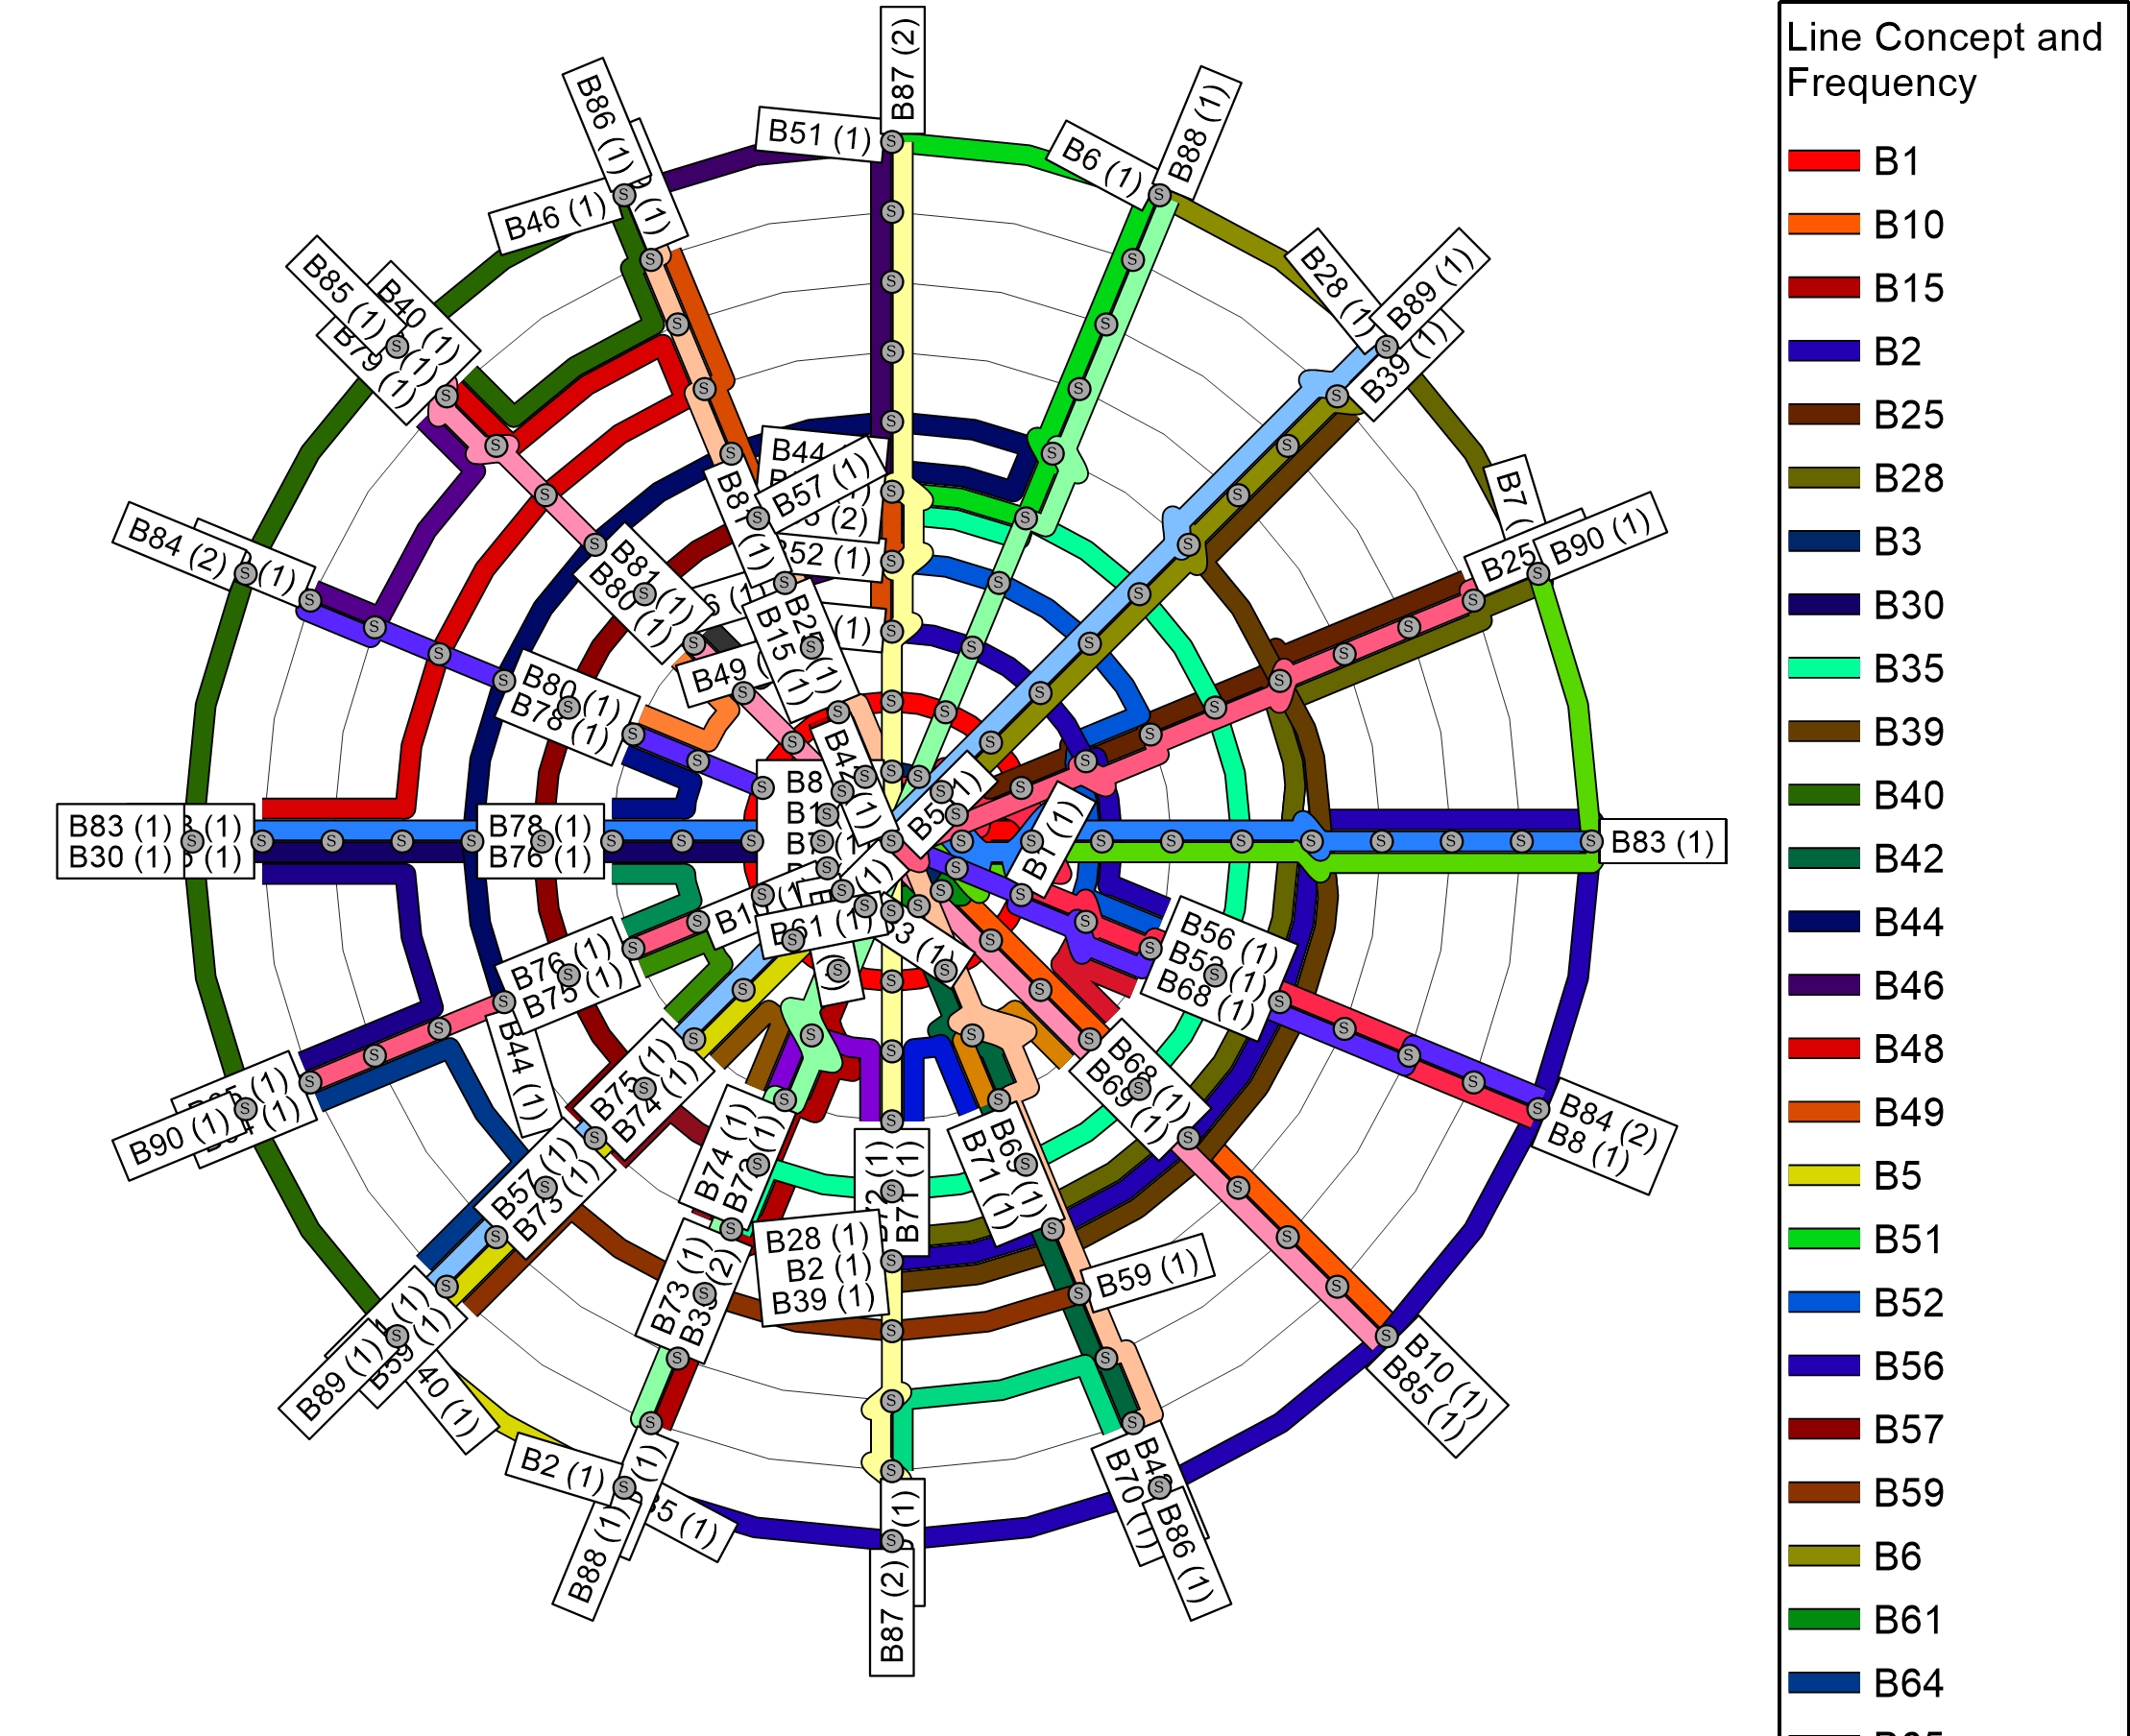 Line Concept and
Frequency
B1
B10
B15
B2
B25
B28
B3
B30
B35
B39
B40
B42
B44
B46
B48
B49
B5
B51
B52
B56
B57
B59
B6
B61
B64
B87 (2)
B51 (1)
B86 (1)
B46 (1)
B6 (1)
B88 (1)
B28 (1)
B89 (1)
B39 (1)
B85 (1)
B40 (1)
B79 (1)
B84 (2)
(1)
B7 (
B25
B90 (1)
B44
B57 (1)
(2)
B52 (1)
(1)
B81
B80 (1)
B25 (1)
B15 (1)
B49
B80 (1)
B78 (1)
B83 (1)
B30 (1)
B78 (1)
B76 (1)
B8
B42
(1)
B5
B1 (1)
B83 (1)
B61 (1)
B76 (1)
B75 (1)
B56 (1)
B68 (1)
B44 (1)
B75 (1)
B74 (1)
B68 (1)
B69 (1)
B84 (2)
B8 (1)
B90 (1)
B57 (1)
B73 (1)
B74 (1)
B71 (1)
B28 (1)
B2 (1)
B39 (1)
B59 (1)
B73 (1)
B89 (1)
B59
40 (1)
B2 (1)
B88 (1)
(1)
B87 (2)
B70 (1)
B86 (1)
B10 (1)
B85 (1)